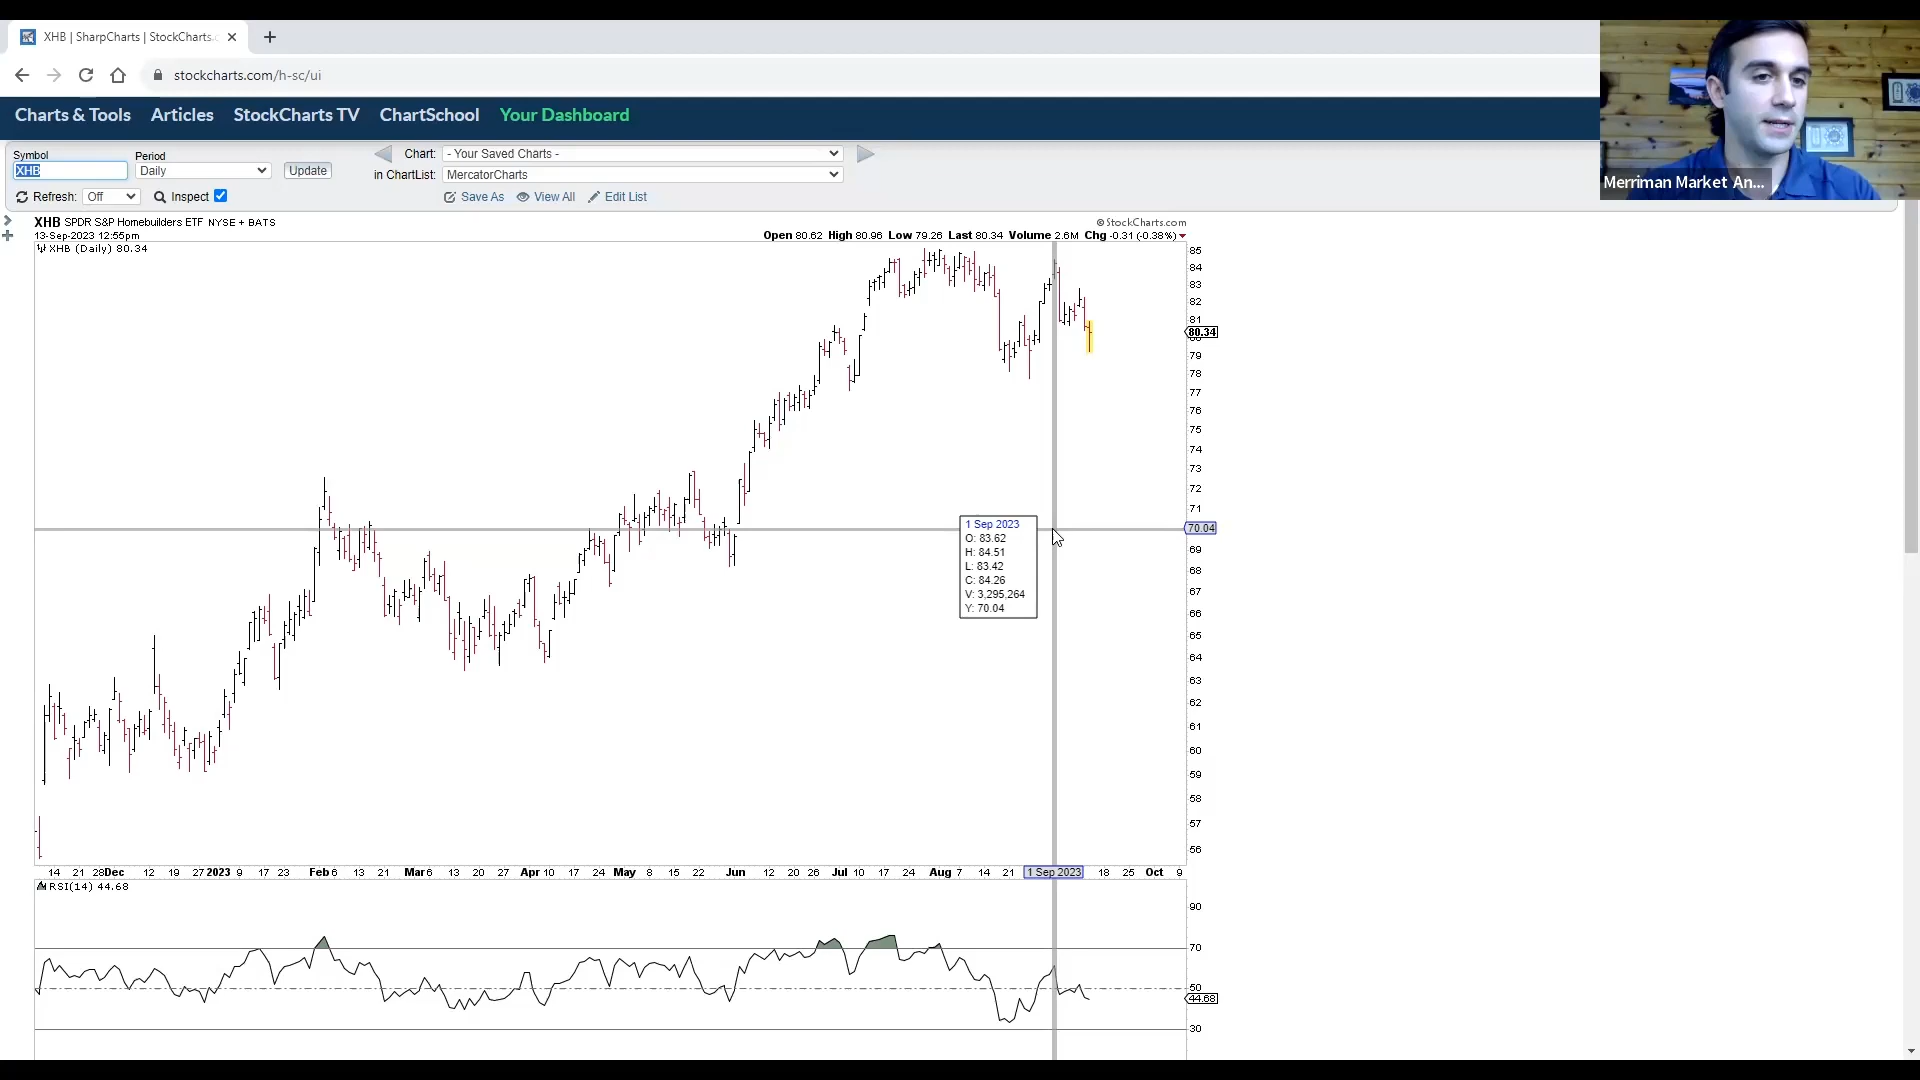 XHB | SharpCharts | StockCharts.c
stockcharts.com/h-sc/ui
Charts & Tools Articles StockCharts TV ChartSchool Your Dashboard
Merriman Market An...
Symbol Period Chart: - Your Saved Charts -
XHB Daily Update in ChartList: MercatorCharts
Refresh: Off Inspect Save As View All Edit List
XHB SPDR S&P Homebuilders ETF NYSE + BATS © StockCharts.com
13-Sep-2023 12:55pm Open 80.62 High 80.96 Low 79.26 Last 80.34 Volume 2.6M Chg -0.31 (-0.38%)
XHB (Daily) 80.34
85
84
83
82
81
80.34
79
78
77
76
75
74
73
72
71
70.04
69
68
67
66
65
64
63
62
61
60
59
58
57
56
1 Sep 2023
O: 83.62
H: 84.51
L: 83.42
C: 84.26
V: 3,295,264
Y: 70.04
14 21 28 Dec 12 19 27 2023 9 17 23 Feb 6 13 21 Mar 6 13 20 27 Apr 10 17 24 May 8 15 22 Jun 12 20 26 Jul 10 17 24 Aug 7 14 21 1 Sep 2023 18 25 Oct 9
RSI(14) 44.68
90
70
50
44.68
30